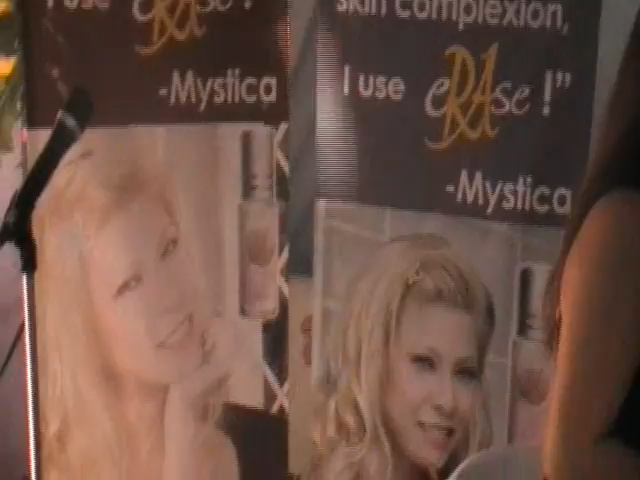 I use eRAse !"
-Mystica
skin complexion,
I use eRAse !"
-Mystica